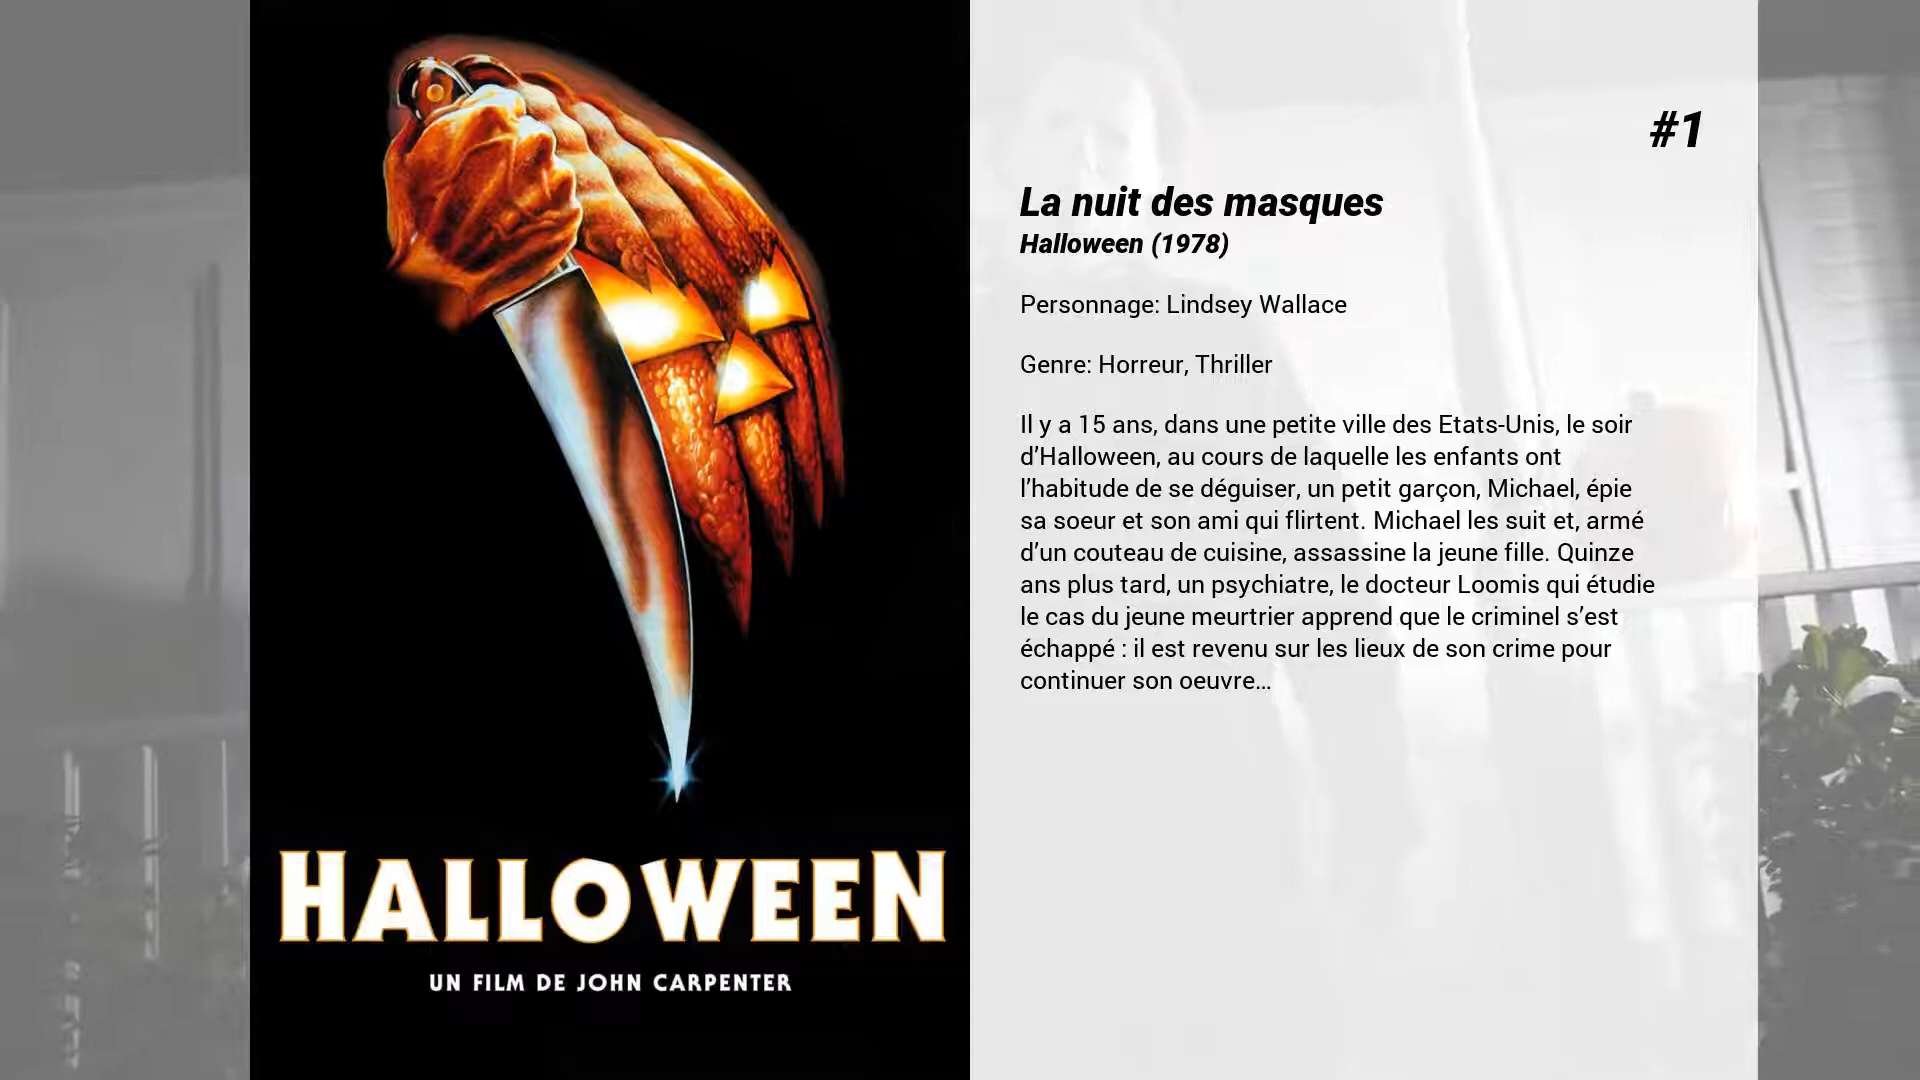 HALLOWEEN
UN FILM DE JOHN CARPENTER
#1
La nuit des masques
Halloween (1978)
Personnage: Lindsey Wallace
Genre: Horreur, Thriller
Il y a 15 ans, dans une petite ville des Etats-Unis, le soir
d’Halloween, au cours de laquelle les enfants ont
l’habitude de se déguiser, un petit garçon, Michael, épie
sa soeur et son ami qui flirtent. Michael les suit et, armé
d’un couteau de cuisine, assassine la jeune fille. Quinze
ans plus tard, un psychiatre, le docteur Loomis qui étudie
le cas du jeune meurtrier apprend que le criminel s’est
échappé : il est revenu sur les lieux de son crime pour
continuer son oeuvre…